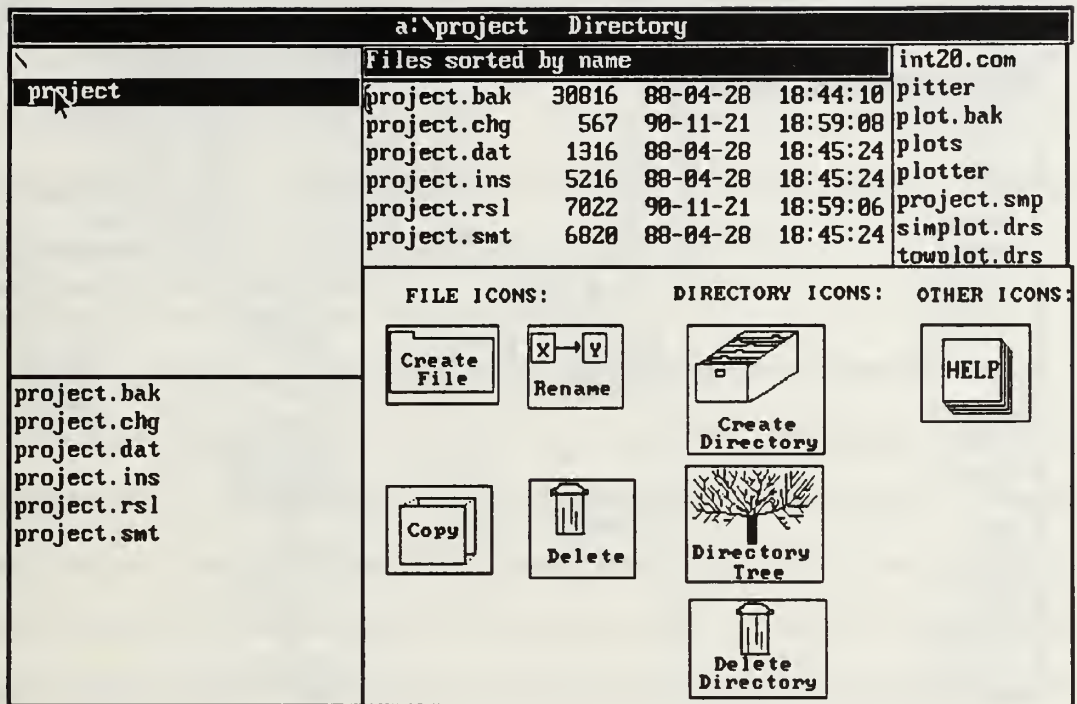 a:\project Directory
\
project
Files sorted by name
project.bak 30816 88-04-28 18:44:10
project.chg 567 90-11-21 18:59:08
project.dat 1316 88-04-28 18:45:24
project.ins 5216 88-04-28 18:45:24
project.rsl 7022 90-11-21 18:59:06
project.smt 6820 88-04-28 18:45:24
int20.com
pitter
plot.bak
plots
plotter
project.smp
simplot.drs
towplot.drs
project.bak
project.chg
project.dat
project.ins
project.rsl
project.smt
FILE ICONS:
Create
File
X Y
Rename
Copy
Delete
DIRECTORY ICONS:
Create
Directory
Directory
Tree
Delete
Directory
OTHER ICONS:
HELP